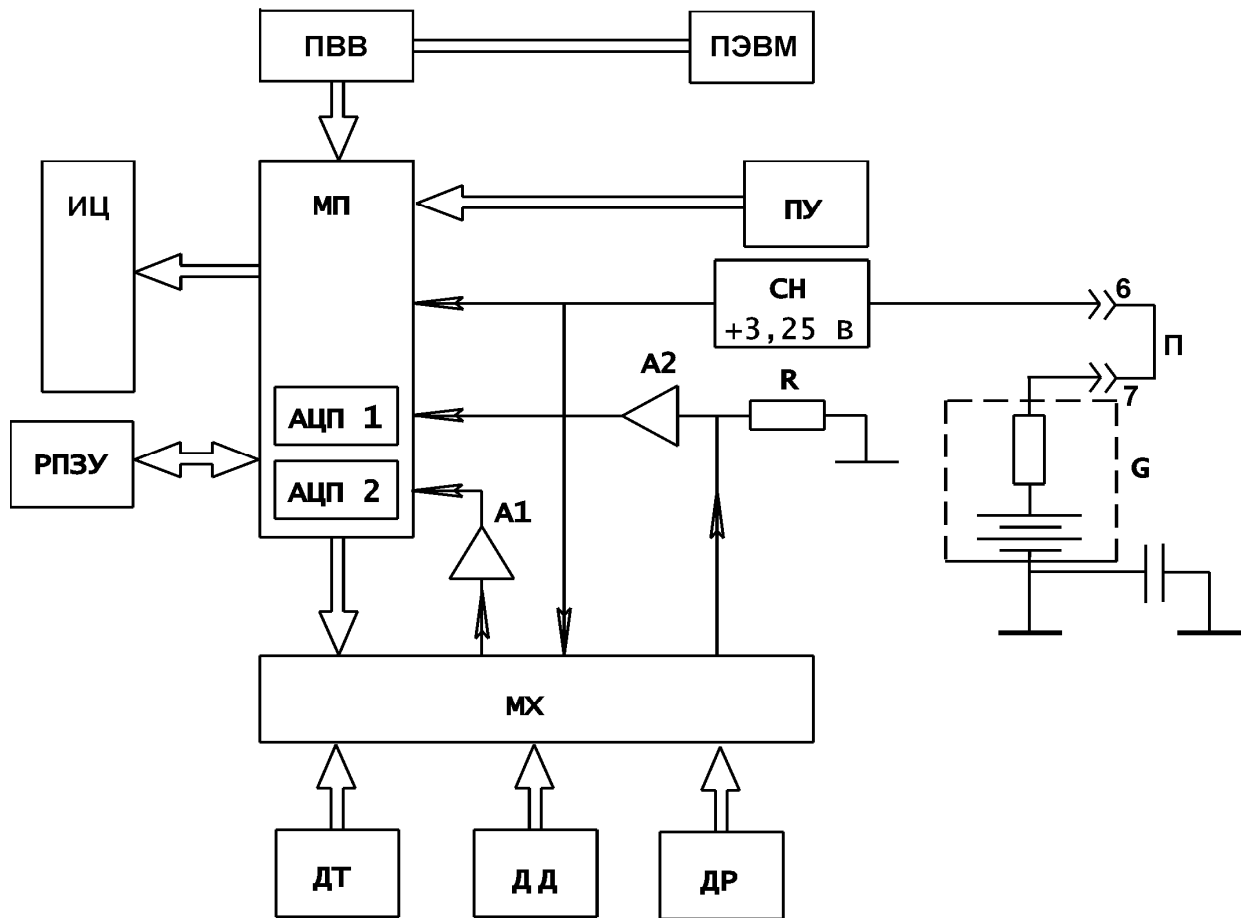 ПВВ
ПЭВМ
ИЦ
МП
ПУ
СН
+3,25 В
6
П
7
А2
R
АЦП 1
G
РПЗУ
АЦП 2
А1
МХ
ДТ
ДД
ДР